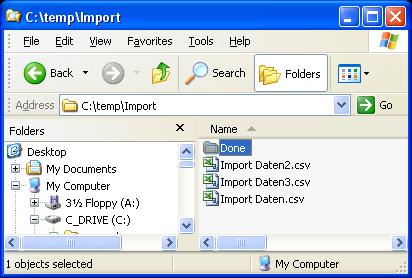 C:\temp\Import
File Edit View Favorites Tools Help
Back Search Folders
Address C:\temp\Import Go
Folders
Name
Desktop
My Documents
My Computer
3½ Floppy (A:)
C_DRIVE (C:)
Done
Import Daten2.csv
Import Daten3.csv
Import Daten.csv
1 objects selected My Computer